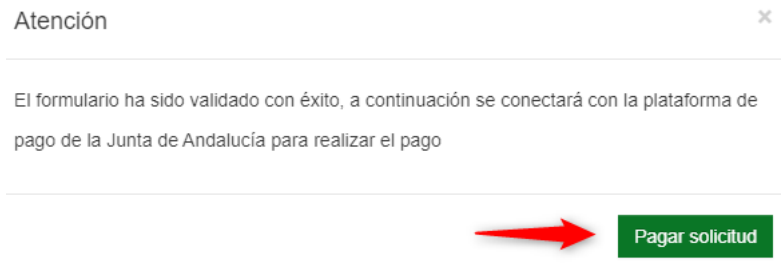 Atención
×
El formulario ha sido validado con éxito, a continuación se conectará con la plataforma de
pago de la Junta de Andalucía para realizar el pago
Pagar solicitud